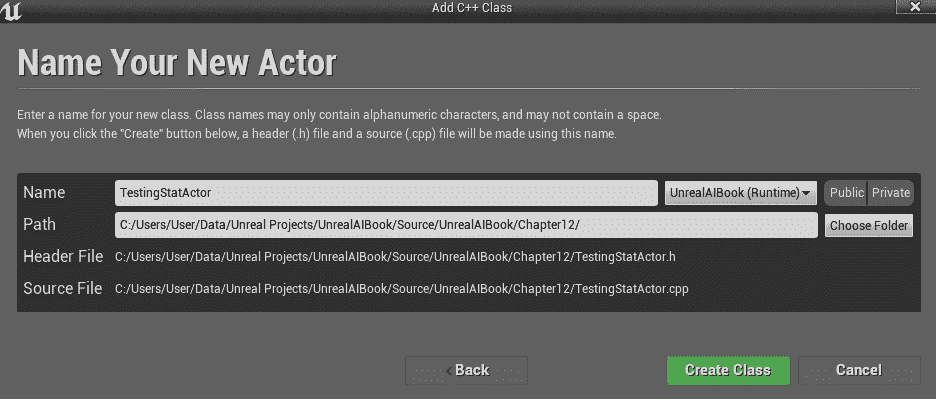 Add C++ Class
Name Your New Actor
Enter a name for your new class. Class names may only contain alphanumeric characters, and may not contain a space.
When you click the "Create" button below, a header (.h) file and a source (.cpp) file will be made using this name.
Name TestingStatActor UnrealAIBook (Runtime) Public Private
Path C:/Users/User/Data/Unreal Projects/UnrealAIBook/Source/UnrealAIBook/Chapter12/ Choose Folder
Header File C:/Users/User/Data/Unreal Projects/UnrealAIBook/Source/UnrealAIBook/Chapter12/TestingStatActor.h
Source File C:/Users/User/Data/Unreal Projects/UnrealAIBook/Source/UnrealAIBook/Chapter12/TestingStatActor.cpp
Back Create Class Cancel